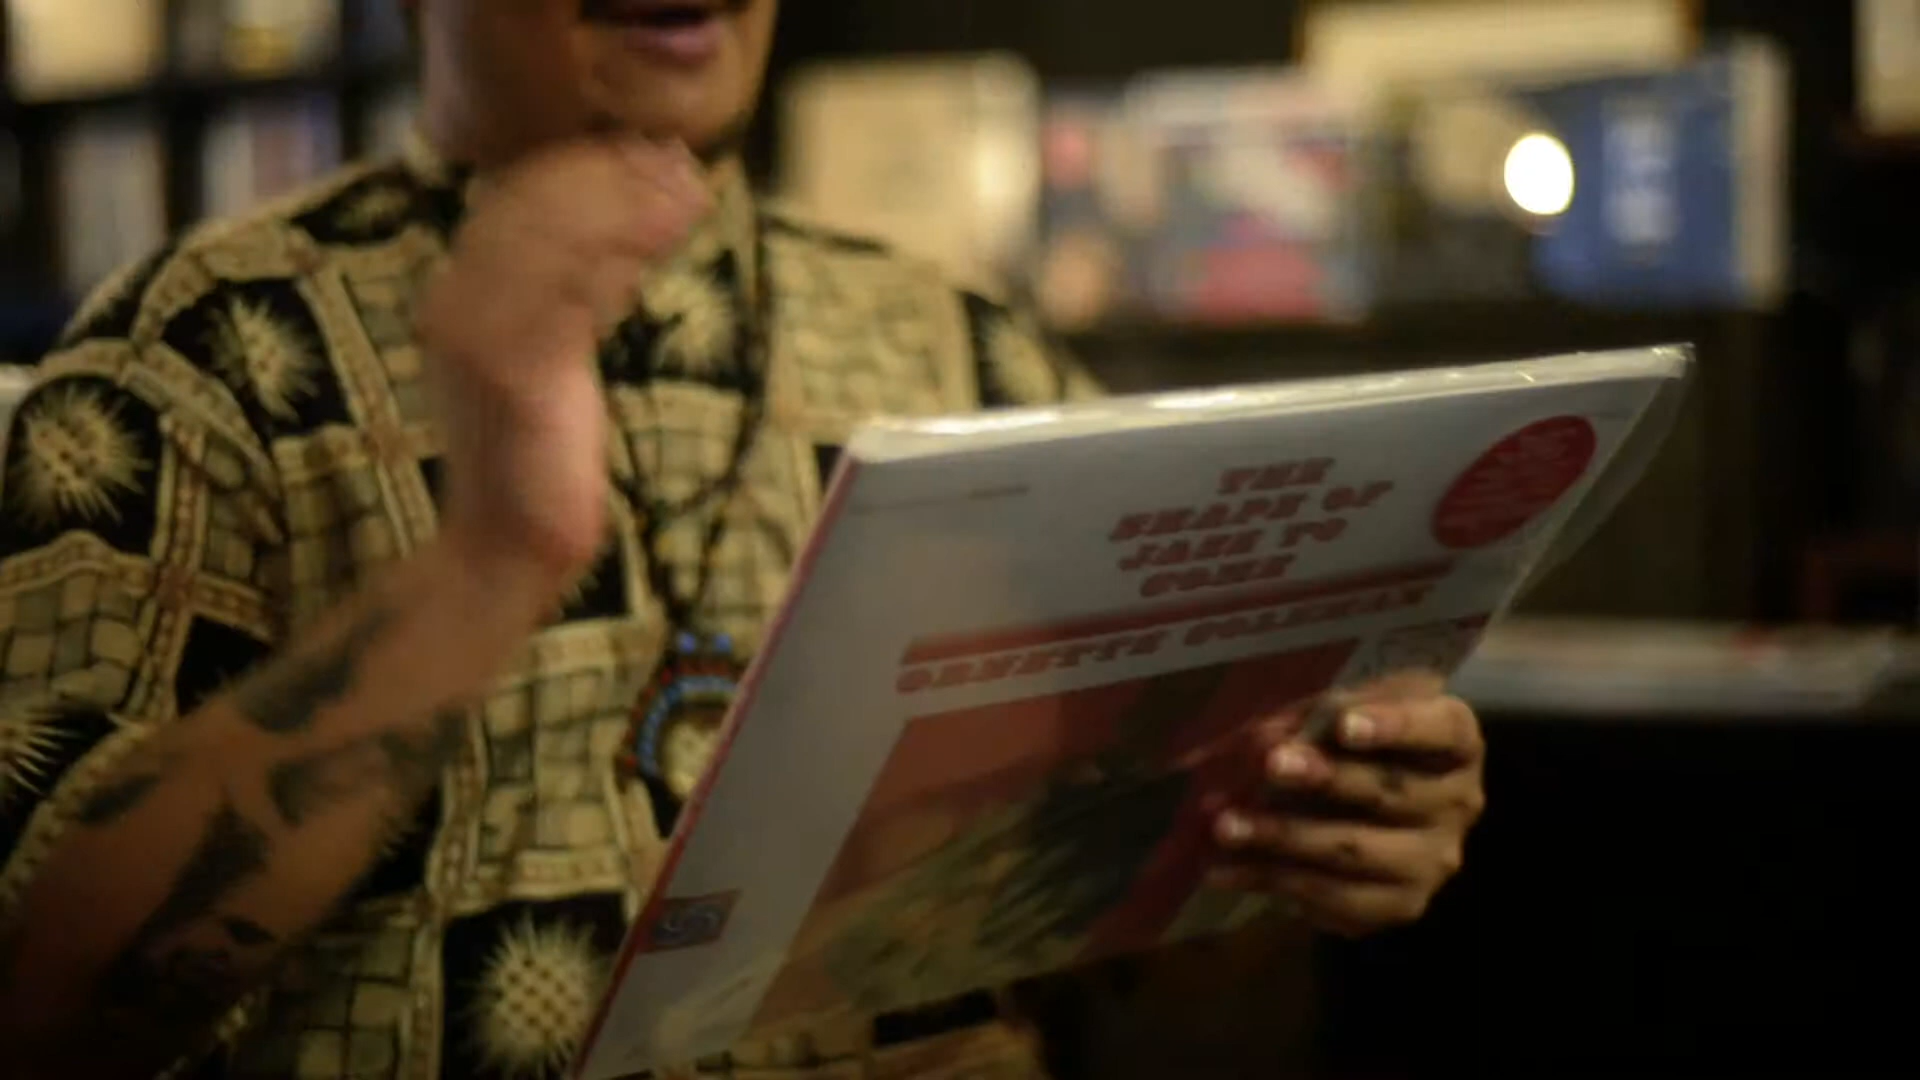 THE
SHAPE OF
JAZZ TO
COME
ORNETTE COLEMAN